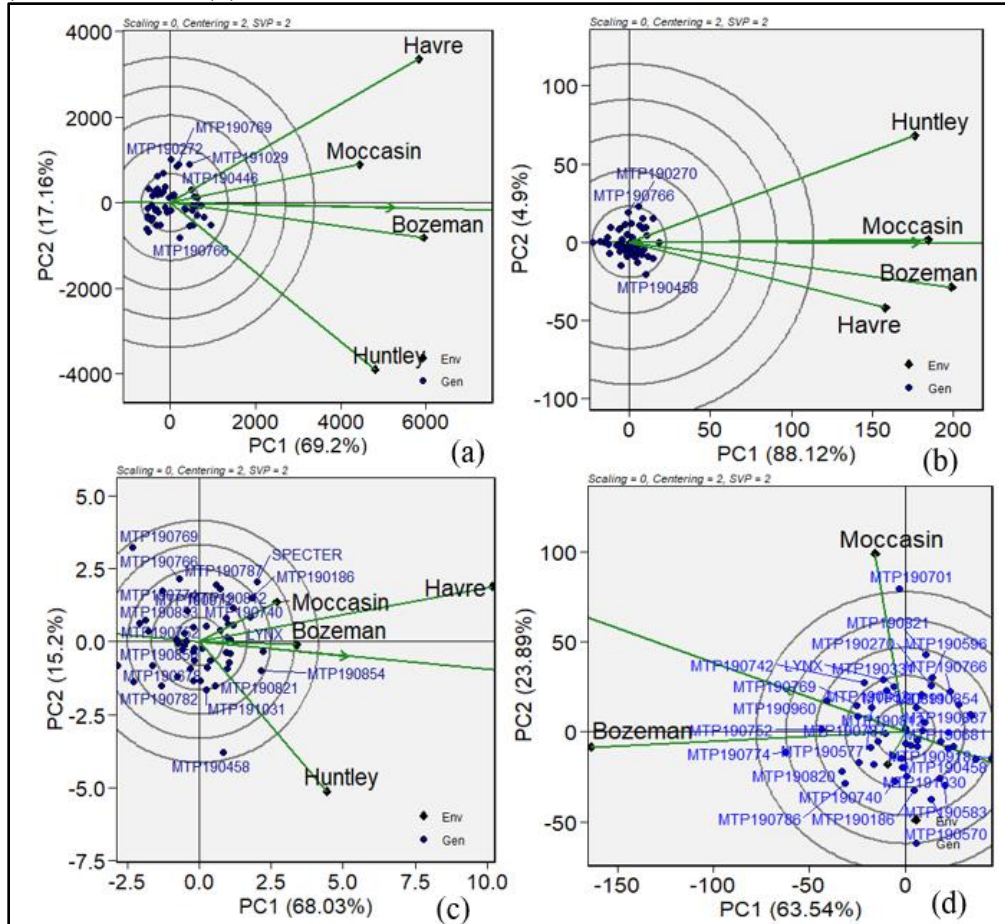 Scaling = 0, Centering = 2, SVP = 2
4000
2000
0
-2000
-4000
PC2 (17.16%)
Havre
MTP190769
MTP190272
MTP191029
Moccasin
MTP190446
Bozeman
MTP190766
Huntley
Env
Gen
0
2000
4000
6000
PC1 (69.2%)
(a)
Scaling = 0, Centering = 2, SVP = 2
100
50
0
-50
-100
PC2 (4.9%)
Huntley
MTP190270
MTP190766
Moccasin
Bozeman
MTP190458
Havre
Env
Gen
0
50
100
150
200
PC1 (88.12%)
(b)
Scaling = 0, Centering = 2, SVP = 2
5.0
2.5
0.0
-2.5
-5.0
-7.5
PC2 (15.2%)
MTP190769
SPECTER
MTP190766
MTP190787
MTP190186
Havre
Moccasin
MTP190740
Bozeman
LYNX
MTP190854
MTP190821
MTP190782
MTP191031
MTP190458
Huntley
Env
Gen
-2.5
0.0
2.5
5.0
7.5
10.0
PC1 (68.03%)
(c)
Scaling = 0, Centering = 2, SVP = 2
100
50
0
-50
PC2 (23.89%)
Moccasin
MTP190701
MTP190821
MTP190270
MTP190596
MTP190742
LYNX
MTP190334
MTP190766
MTP190769
MTP190960
MTP190752
MTP190774
MTP190577
MTP190820
MTP190458
MTP190740
MTP190786
MTP190186
MTP190583
MTP190570
Bozeman
Env
Gen
-150
-100
-50
0
PC1 (63.54%)
(d)